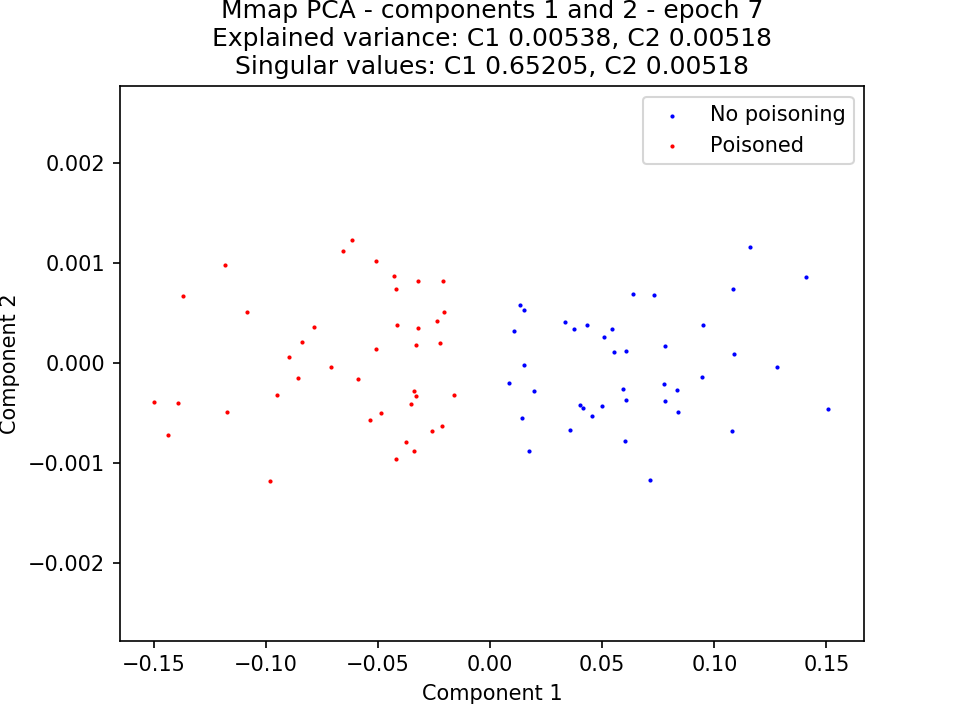 Mmap PCA - components 1 and 2 - epoch 7
Explained variance: C1 0.00538, C2 0.00518
Singular values: C1 0.65205, C2 0.00518
No poisoning
Poisoned
Component 2
0.002
0.001
0.000
−0.001
−0.002
−0.15
−0.10
−0.05
0.00
0.05
0.10
0.15
Component 1